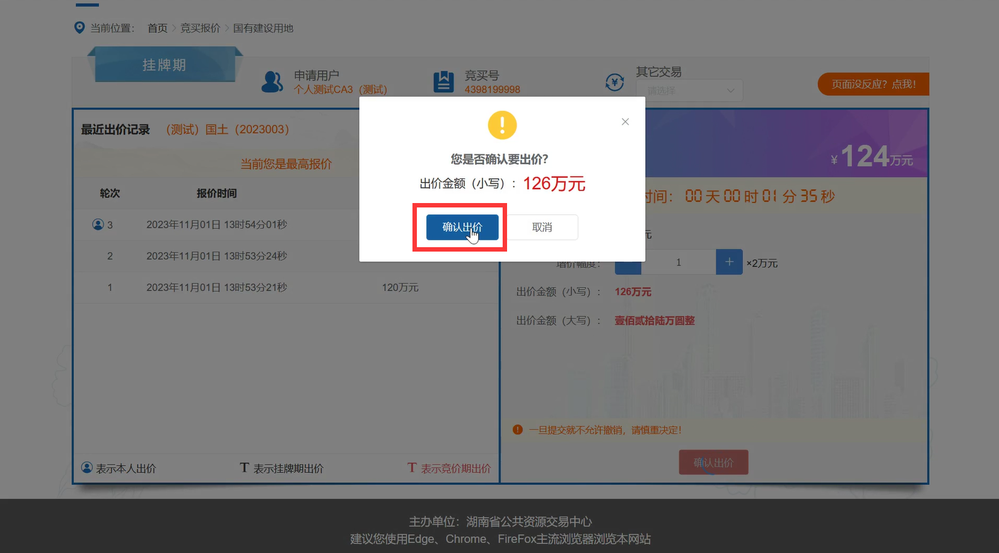 当前位置： 首页 > 竞买报价 > 国有建设用地
挂牌期
申请用户
个人测试CA3（测试）
竞买号
4398199998
其它交易
请选择
页面没反应？点我！
最近出价记录 （测试）国土（2023003）
当前您是最高报价
轮次 报价时间
3 2023年11月01日 13时54分01秒
2 2023年11月01日 13时53分24秒
1 2023年11月01日 13时53分21秒 120万元
表示本人出价 T 表示挂牌期出价 T 表示竞价期出价
您是否确认要出价？
出价金额（小写）： 126万元
确认出价 取消
¥124万元
时间： 00 天 00 时 01 分 35 秒
元
增价幅度： 1 + ×2万元
出价金额（小写）： 126万元
出价金额（大写）： 壹佰贰拾陆万圆整
一旦提交就不允许撤销，请慎重决定！
确认出价
主办单位：湖南省公共资源交易中心
建议您使用Edge、Chrome、FireFox主流浏览器浏览本网站